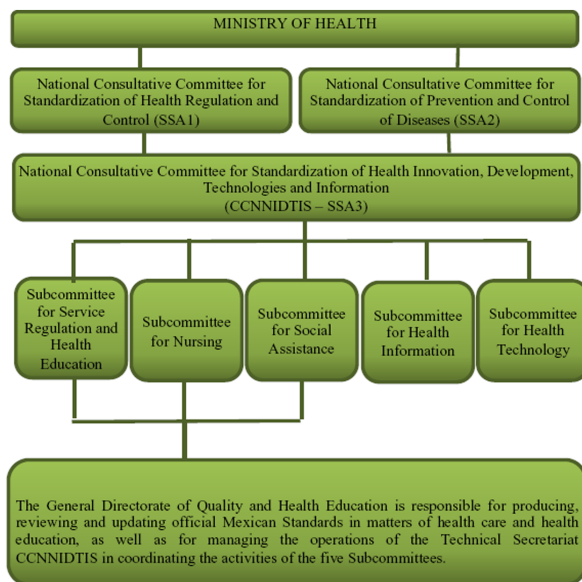 MINISTRY OF HEALTH
National Consultative Committee for
Standardization of Health Regulation and
Control (SSA1)
National Consultative Committee for
Standardization of Prevention and Control
of Diseases (SSA2)
National Consultative Committee for Standardization of Health Innovation, Development,
Technologies and Information
(CCNNIDTIS – SSA3)
Subcommittee
for Service
Regulation and
Health
Education
Subcommittee
for Nursing
Subcommittee
for Social
Assistance
Subcommittee
for Health
Information
Subcommittee
for Health
Technology
The General Directorate of Quality and Health Education is responsible for producing,
reviewing and updating official Mexican Standards in matters of health care and health
education, as well as for managing the operations of the Technical Secretariat
CCNNIDTIS in coordinating the activities of the five Subcommittees.